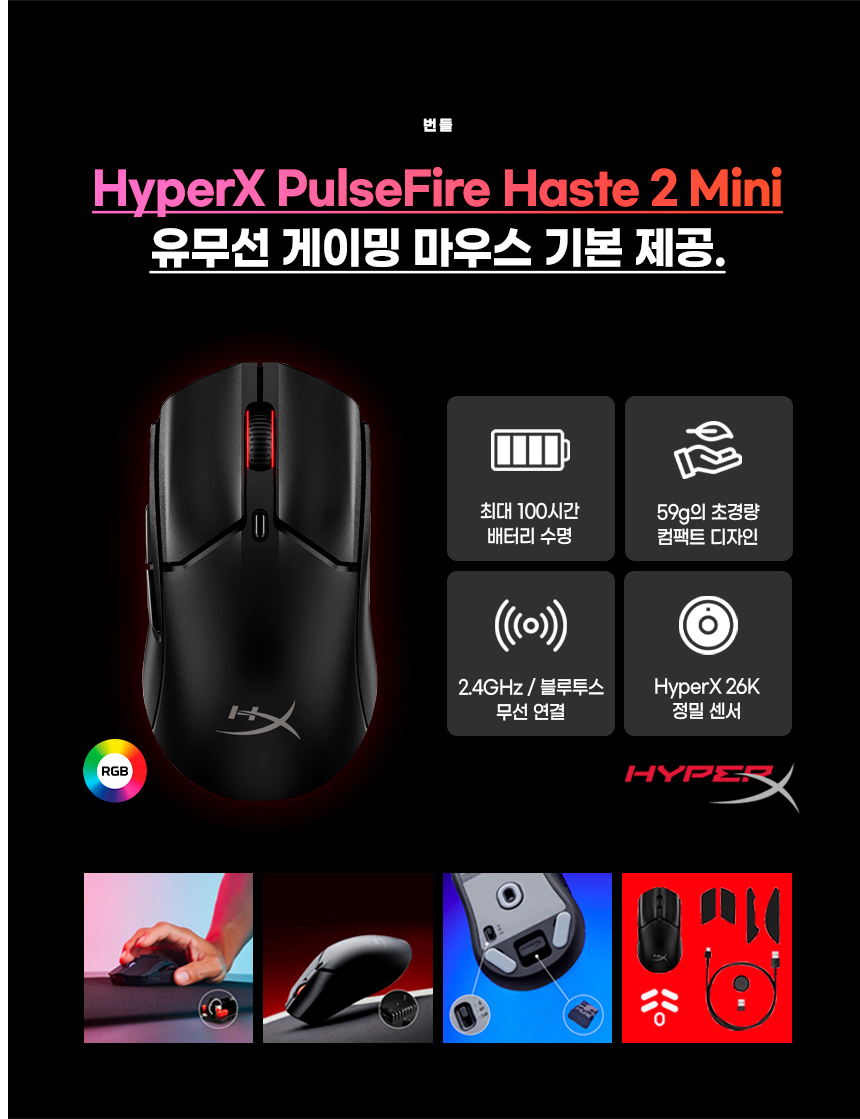 번들
HyperX PulseFire Haste 2 Mini
유무선 게이밍 마우스 기본 제공.
최대 100시간
배터리 수명
59g의 초경량
컴팩트 디자인
2.4GHz / 블루투스
무선 연결
HyperX 26K
정밀 센서
HX
RGB
HYPERX